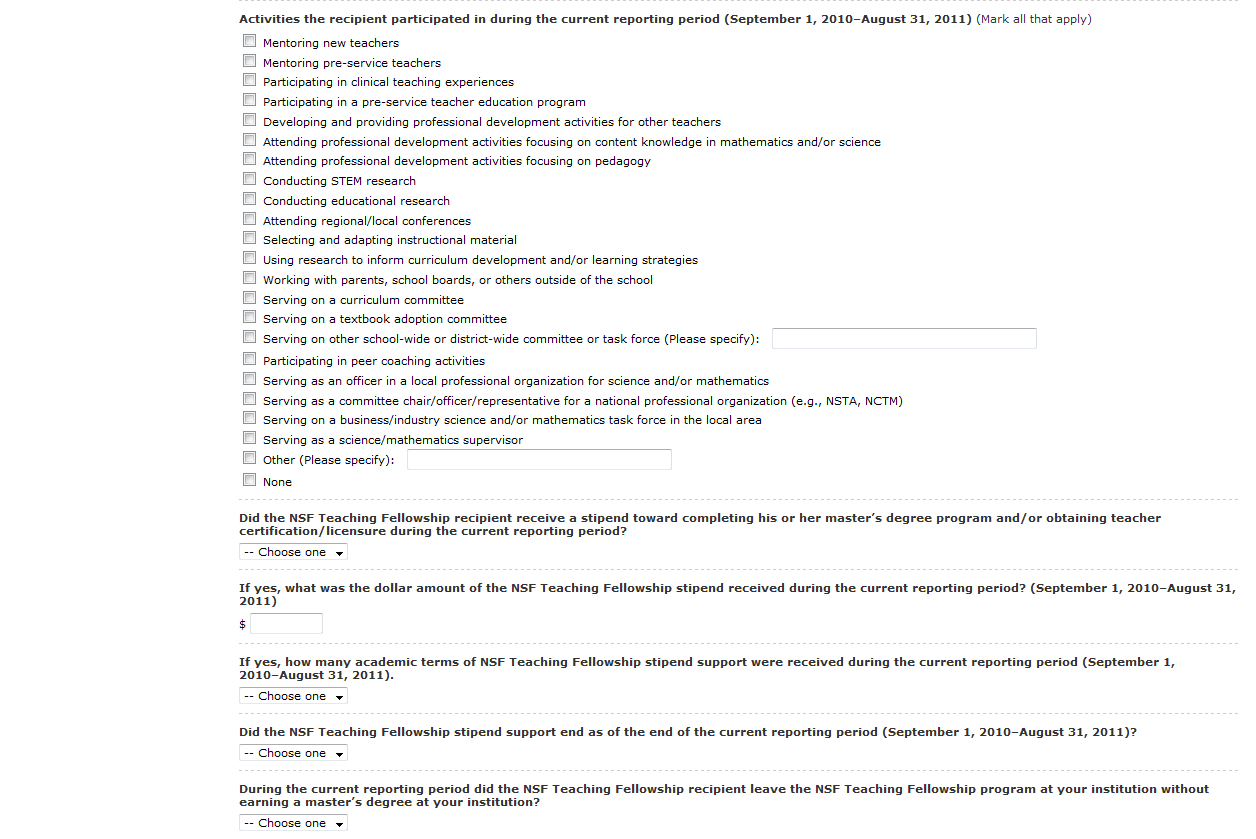 Activities the recipient participated in during the current reporting period (September 1, 2010–August 31, 2011) (Mark all that apply)
Mentoring new teachers
Mentoring pre-service teachers
Participating in clinical teaching experiences
Participating in a pre-service teacher education program
Developing and providing professional development activities for other teachers
Attending professional development activities focusing on content knowledge in mathematics and/or science
Attending professional development activities focusing on pedagogy
Conducting STEM research
Conducting educational research
Attending regional/local conferences
Selecting and adapting instructional material
Using research to inform curriculum development and/or learning strategies
Working with parents, school boards, or others outside of the school
Serving on a curriculum committee
Serving on a textbook adoption committee
Serving on other school-wide or district-wide committee or task force (Please specify):
Participating in peer coaching activities
Serving as an officer in a local professional organization for science and/or mathematics
Serving as a committee chair/officer/representative for a national professional organization (e.g., NSTA, NCTM)
Serving on a business/industry science and/or mathematics task force in the local area
Serving as a science/mathematics supervisor
Other (Please specify):
None
Did the NSF Teaching Fellowship recipient receive a stipend toward completing his or her master’s degree program and/or obtaining teacher
certification/licensure during the current reporting period?
-- Choose one
If yes, what was the dollar amount of the NSF Teaching Fellowship stipend received during the current reporting period? (September 1, 2010–August 31,
2011)
$
If yes, how many academic terms of NSF Teaching Fellowship stipend support were received during the current reporting period (September 1,
2010–August 31, 2011).
-- Choose one
Did the NSF Teaching Fellowship stipend support end as of the end of the current reporting period (September 1, 2010–August 31, 2011)?
-- Choose one
During the current reporting period did the NSF Teaching Fellowship recipient leave the NSF Teaching Fellowship program at your institution without
earning a master’s degree at your institution?
-- Choose one